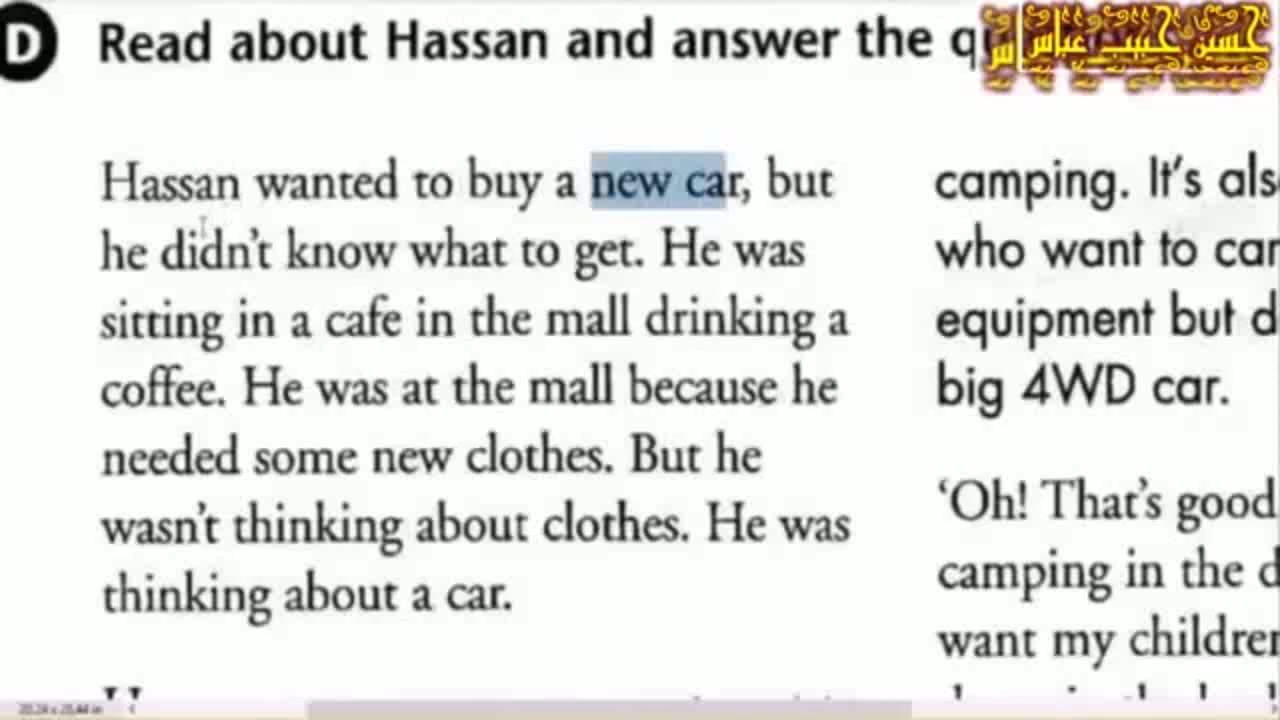 D Read about Hassan and answer the
حسين حبيب عباس
Hassan wanted to buy a new car, but
he didn't know what to get. He was
sitting in a cafe in the mall drinking a
coffee. He was at the mall because he
needed some new clothes. But he
wasn't thinking about clothes. He was
thinking about a car.
camping. It's
who want to
equipment but
big 4WD car.
'Oh! That's good
camping in the
want my